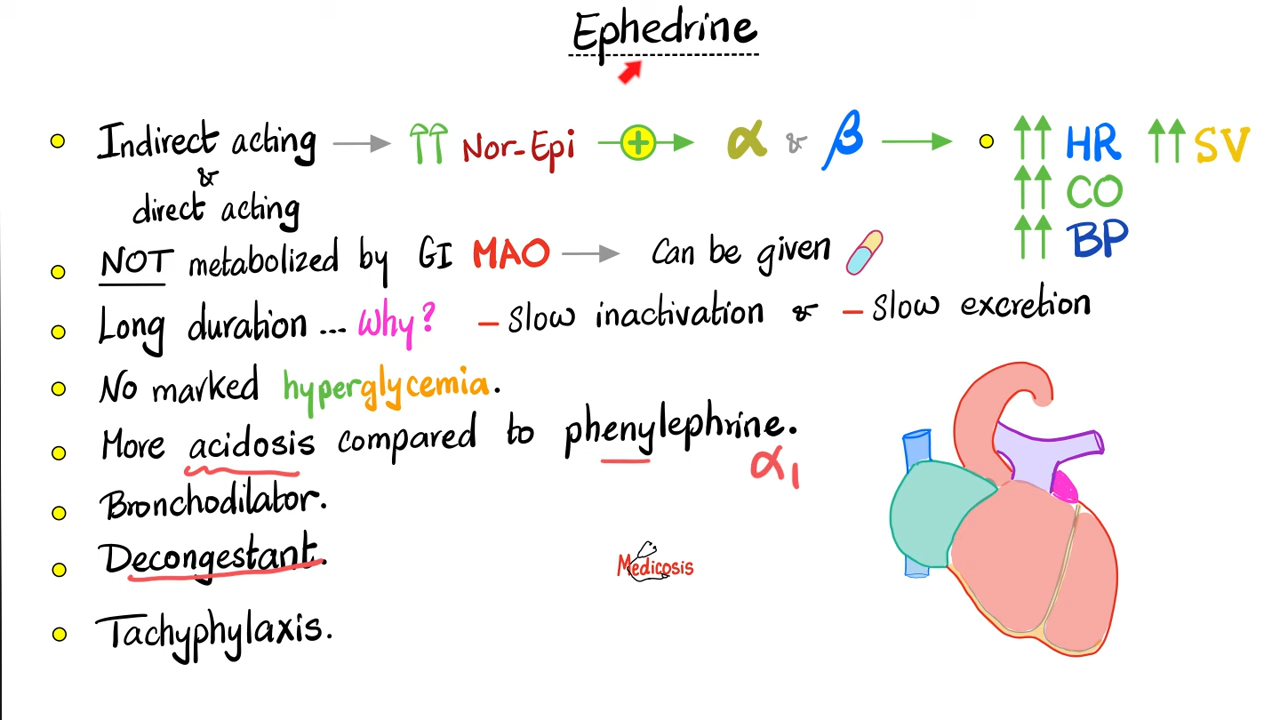 Ephedrine
Indirect acting → ↑↑ Nor-Epi + → α & β → ↑↑ HR ↑↑ SV
& ↑↑ CO
direct acting ↑↑ BP
NOT metabolized by GI MAO → Can be given
Long duration ... Why? - Slow inactivation & - Slow excretion
No marked hyperglycemia.
More acidosis compared to phenylephrine.
α1
Bronchodilator.
Decongestant.
Medicosis
Tachyphylaxis.